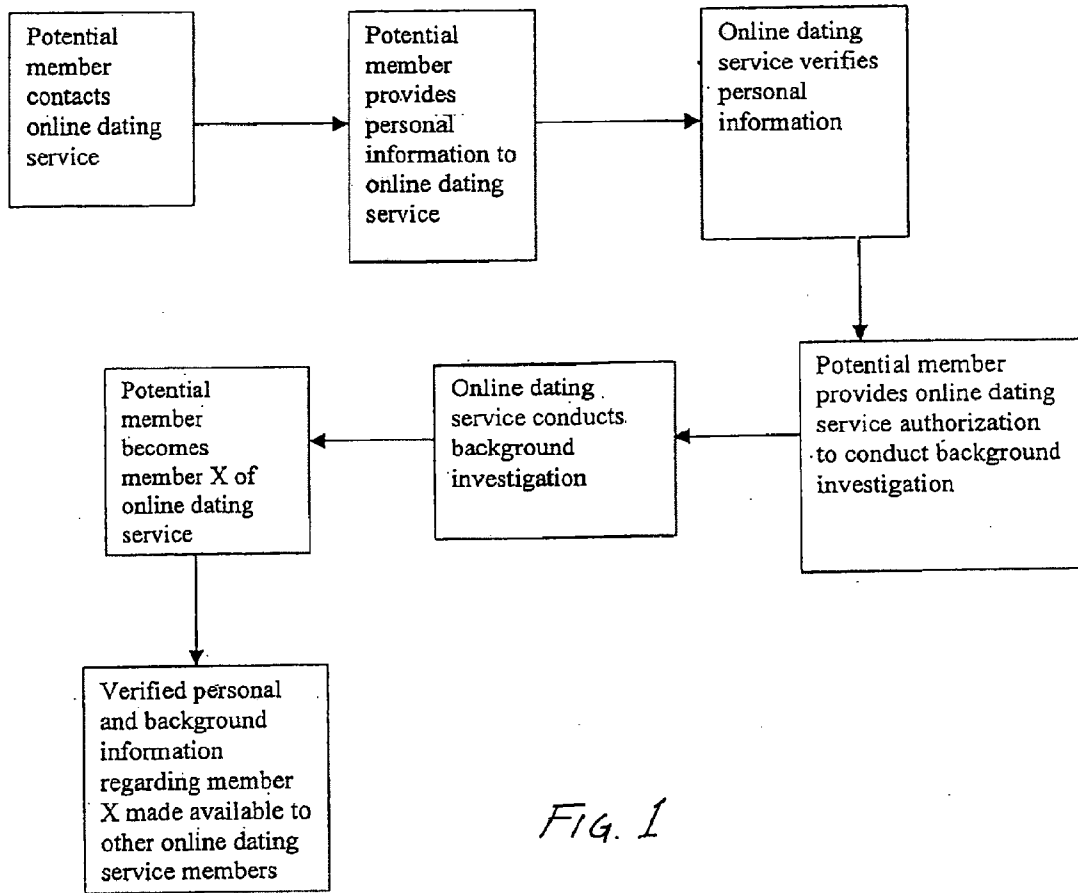 Potential
member
contacts
online dating
service
Potential
member
provides
personal
information to
online dating
service
Online dating
service verifies
personal
information
Potential member
provides online dating
service authorization
to conduct background
investigation
Online dating
service conducts
background
investigation
Potential
member
becomes
member X of
online dating
service
Verified personal
and background
information
regarding member
X made available to
other online dating
service members
FIG. 1